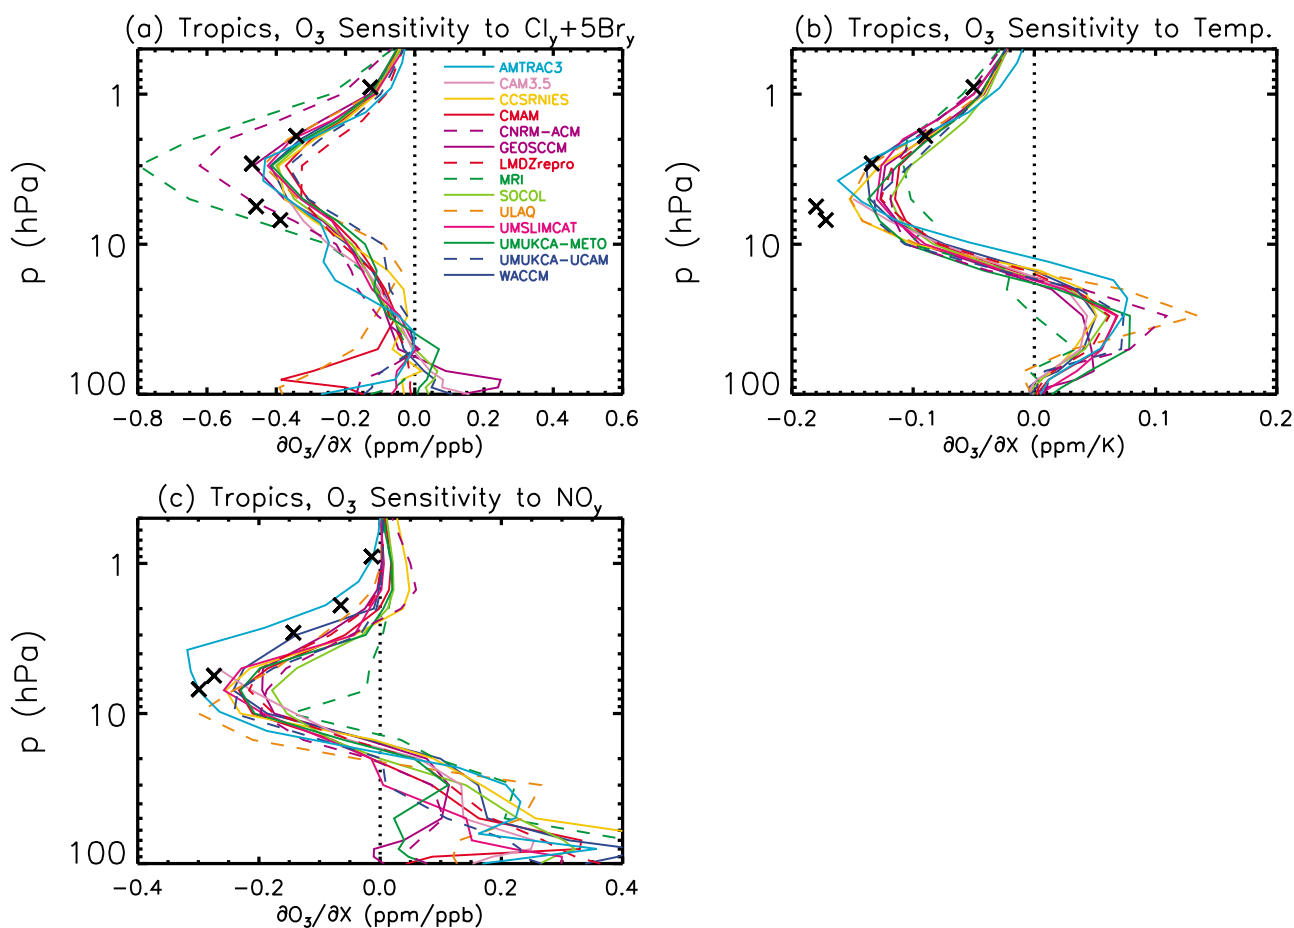 (a) Tropics, O3 Sensitivity to Cly+5Bry
p (hPa)
1
10
100
AMTRAC3
CAM3.5
CCSRNIES
CMAM
CNRM-ACM
GEOSCCM
LMDZrepro
MRI
SOCOL
ULAQ
UMSLIMCAT
UMUKCA-METO
UMUKCA-UCAM
WACCM
-0.8 -0.6 -0.4 -0.2 0.0 0.2 0.4 0.6
∂O3/∂X (ppm/ppb)
(b) Tropics, O3 Sensitivity to Temp.
p (hPa)
1
10
100
-0.2 -0.1 0.0 0.1 0.2
∂O3/∂X (ppm/K)
(c) Tropics, O3 Sensitivity to NOy
p (hPa)
1
10
100
-0.4 -0.2 0.0 0.2 0.4
∂O3/∂X (ppm/ppb)